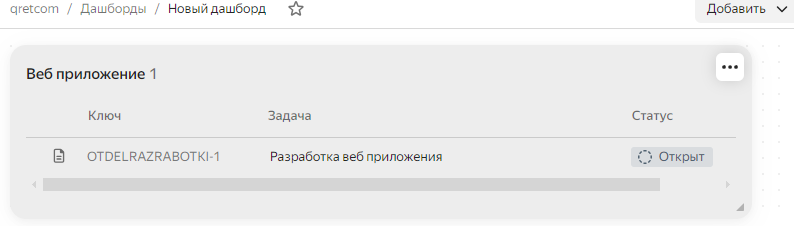 qretcom / Дашборды / Новый дашборд Добавить
Веб приложение 1
Ключ Задача Статус
OTDELRAZRABOTKI-1 Разработка веб приложения Открыт